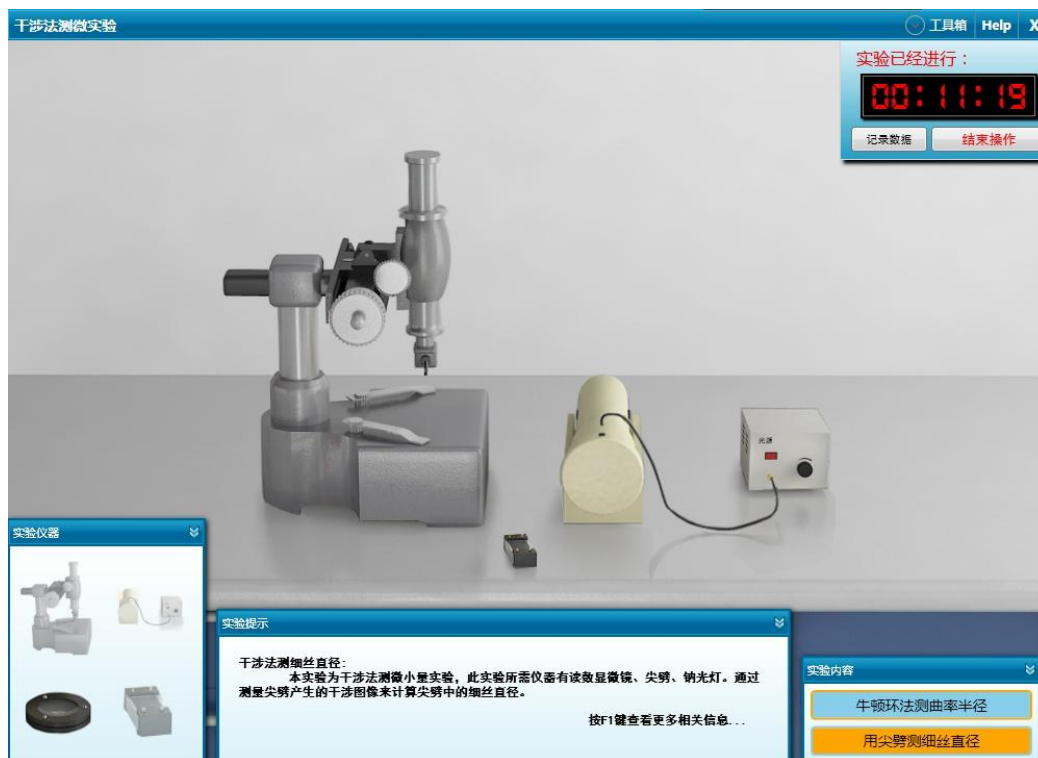 干涉法测微实验
工具箱 Help X
实验已经进行：
00:11:19
记录数据 结束操作
光源
实验仪器
实验提示
干涉法测细丝直径：
本实验为干涉法测微小量实验，此实验所需仪器有读数显微镜、尖劈、钠光灯。通过
测量尖劈产生的干涉图像来计算尖劈中的细丝直径。
按F1键查看更多相关信息...
实验内容
牛顿环法测曲率半径
用尖劈测细丝直径